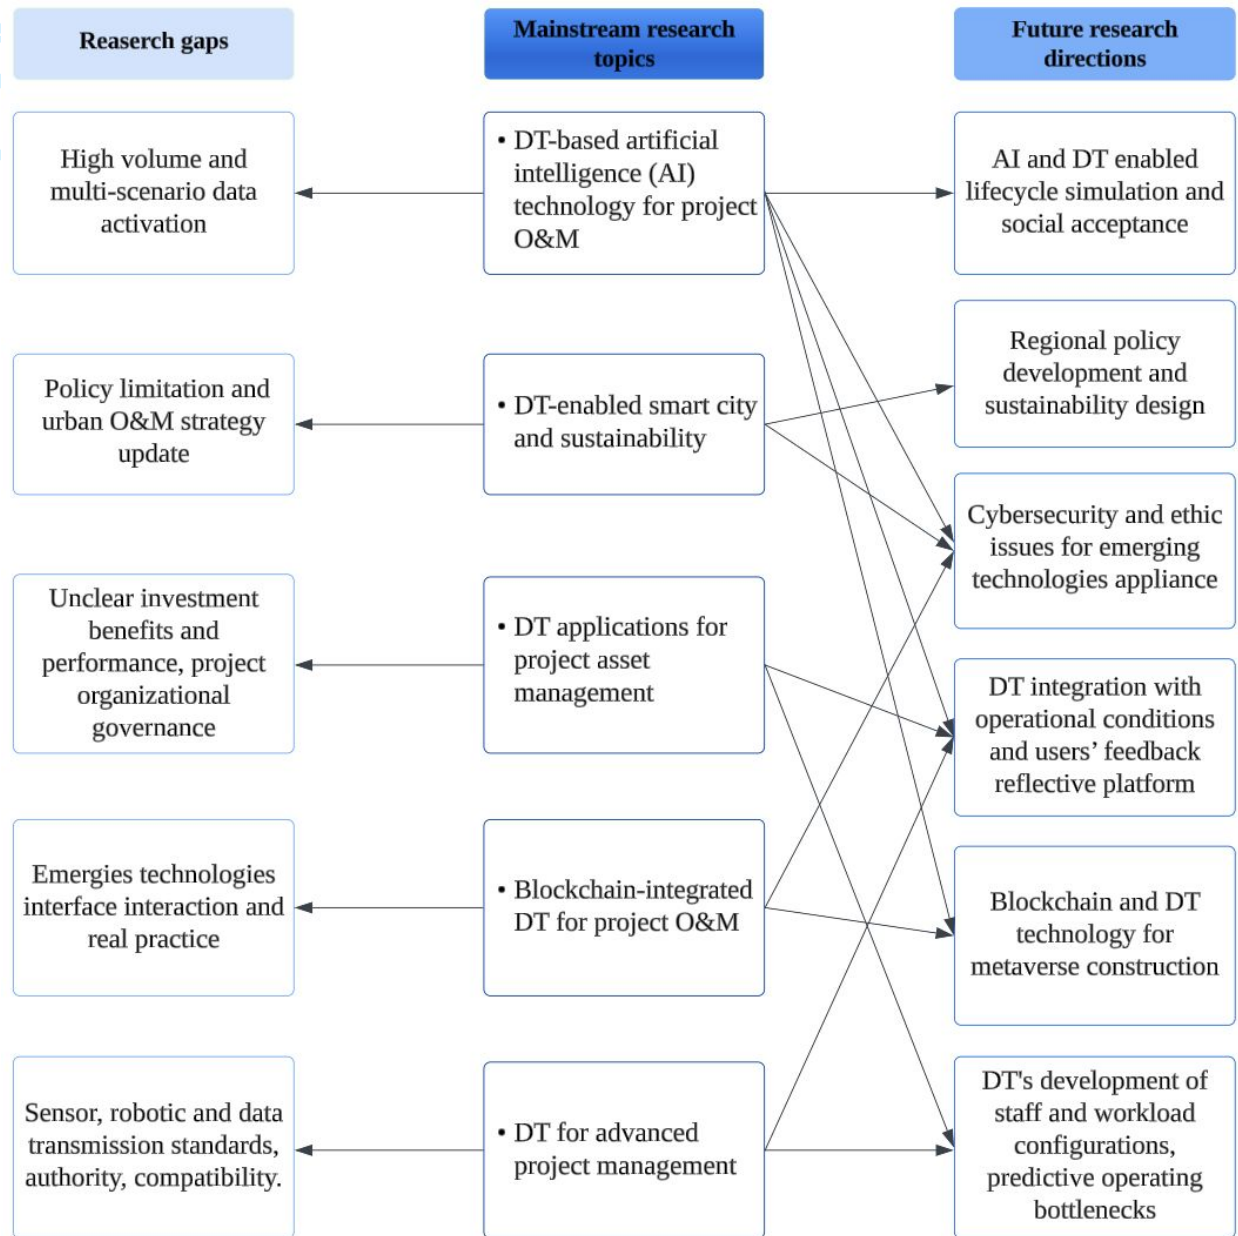 Reaserch gaps
Mainstream research
topics
Future research
directions
High volume and
multi-scenario data
activation
• DT-based artificial
intelligence (AI)
technology for project
O&M
AI and DT enabled
lifecycle simulation and
social acceptance
Policy limitation and
urban O&M strategy
update
• DT-enabled smart city
and sustainability
Regional policy
development and
sustainability design
Cybersecurity and ethic
issues for emerging
technologies appliance
Unclear investment
benefits and
performance, project
organizational
governance
• DT applications for
project asset
management
DT integration with
operational conditions
and users’ feedback
reflective platform
Emergies technologies
interface interaction and
real practice
• Blockchain-integrated
DT for project O&M
Blockchain and DT
technology for
metaverse construction
Sensor, robotic and data
transmission standards,
authority, compatibility.
• DT for advanced
project management
DT's development of
staff and workload
configurations,
predictive operating
bottlenecks